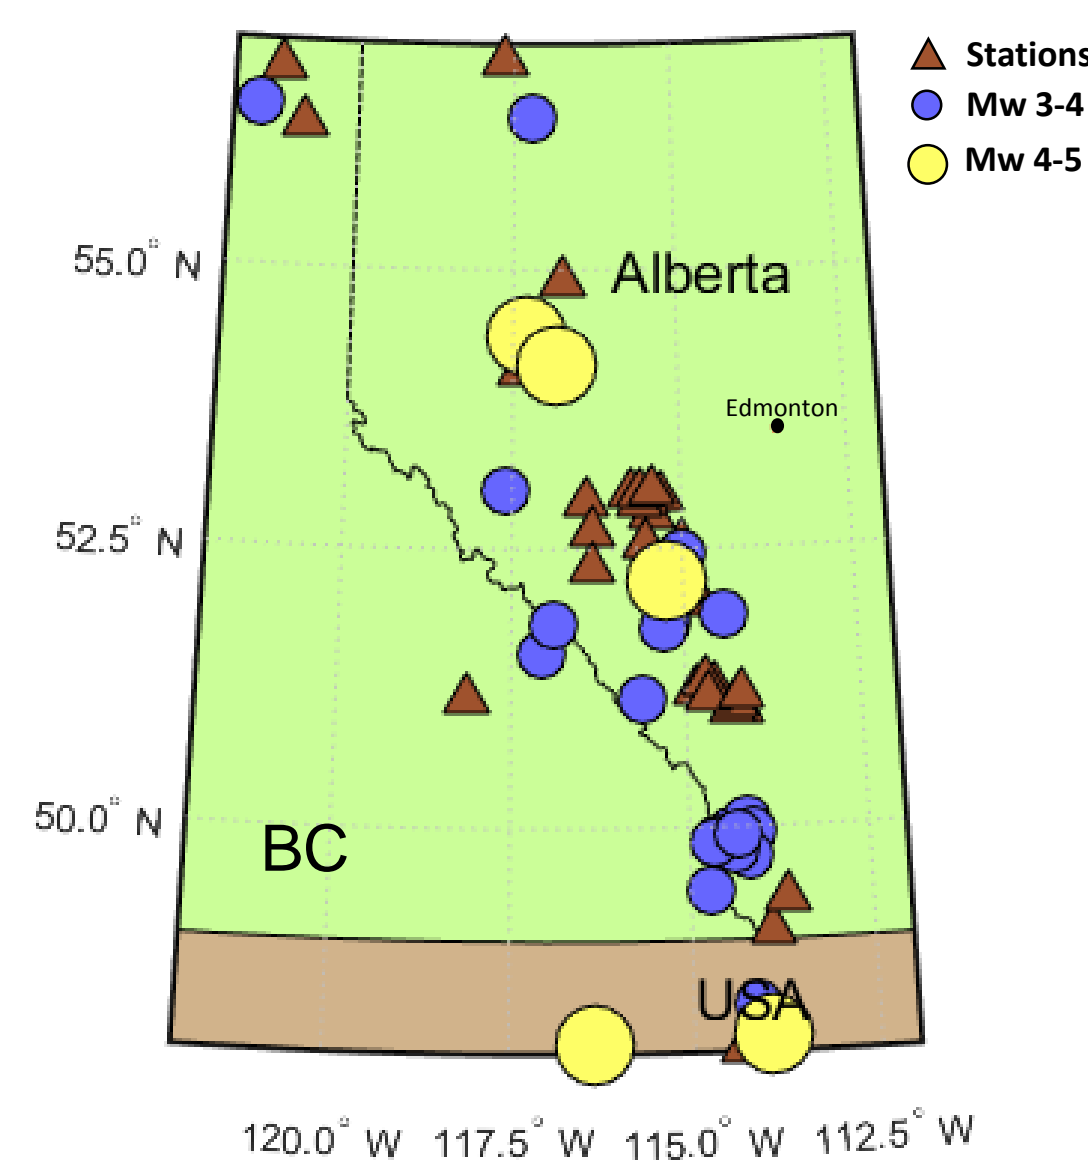 Stations
Mw 3-4
Mw 4-5
55.0° N
Alberta
Edmonton
52.5° N
50.0° N
BC
USA
120.0° W 117.5° W 115.0° W 112.5° W